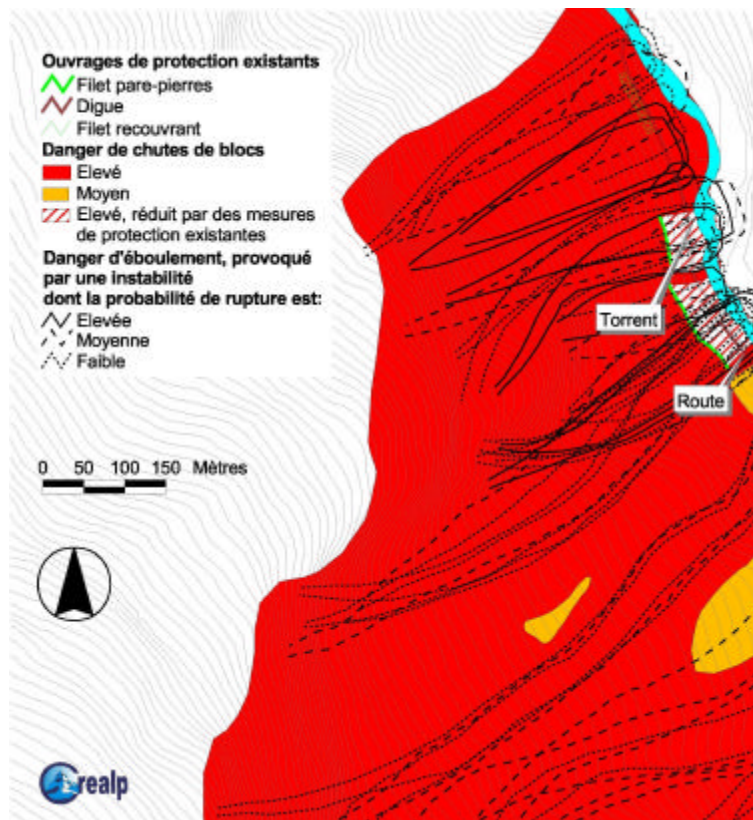 Ouvrages de protection existants
Filet pare-pierres
Digue
Filet recouvrant
Danger de chutes de blocs
Elevé
Moyen
Elevé, réduit par des mesures
de protection existantes
Danger d'éboulement, provoqué
par une instabilité
dont la probabilité de rupture est:
Elevée
Moyenne
Faible
Torrent
Route
0 50 100 150 Mètres
crealp